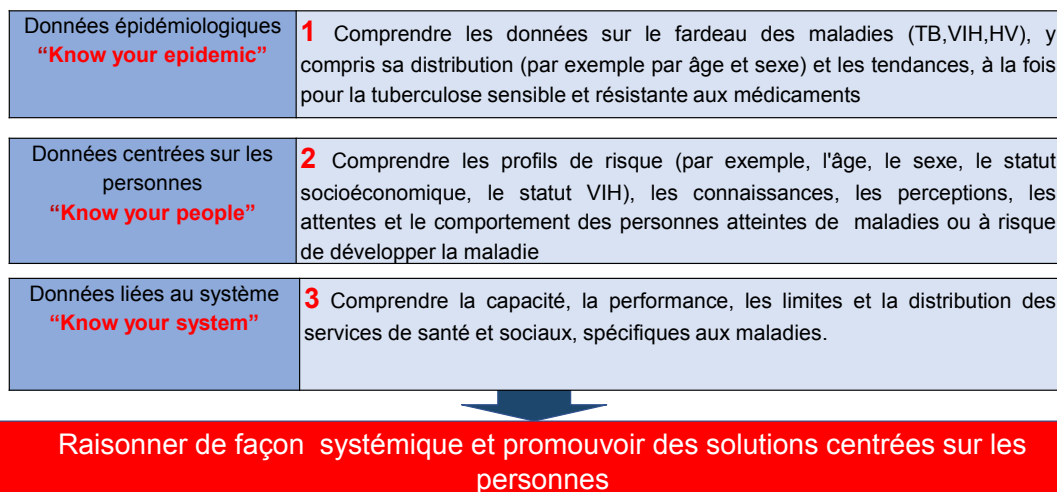 Données épidémiologiques
“Know your epidemic”
1 Comprendre les données sur le fardeau des maladies (TB,VIH,HV), y
compris sa distribution (par exemple par âge et sexe) et les tendances, à la fois
pour la tuberculose sensible et résistante aux médicaments
Données centrées sur les
personnes
“Know your people”
2 Comprendre les profils de risque (par exemple, l'âge, le sexe, le statut
socioéconomique, le statut VIH), les connaissances, les perceptions, les
attentes et le comportement des personnes atteintes de maladies ou à risque
de développer la maladie
Données liées au système
“Know your system”
3 Comprendre la capacité, la performance, les limites et la distribution des
services de santé et sociaux, spécifiques aux maladies.
Raisonner de façon systémique et promouvoir des solutions centrées sur les
personnes